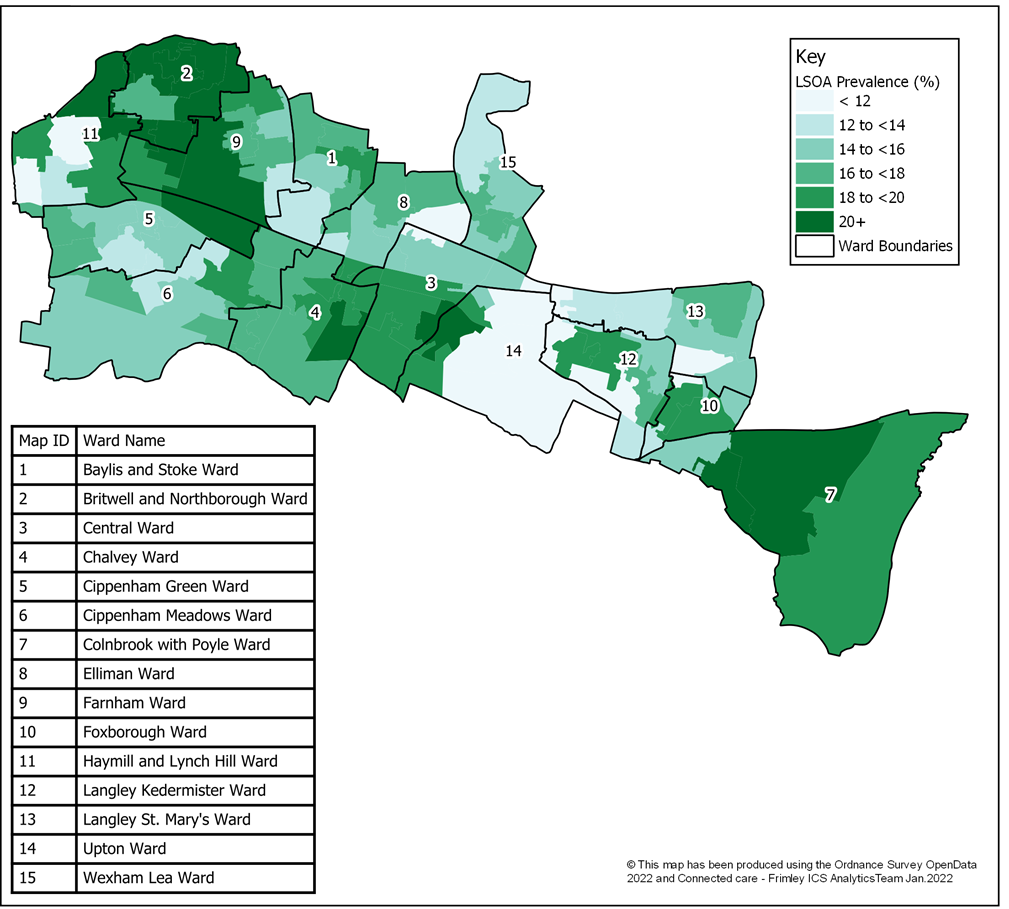 2
11
9
1
15
5
8
6
4
3
14
13
12
10
7
Key
LSOA Prevalence (%)
< 12
12 to <14
14 to <16
16 to <18
18 to <20
20+
Ward Boundaries
Map ID Ward Name
1 Baylis and Stoke Ward
2 Britwell and Northborough Ward
3 Central Ward
4 Chalvey Ward
5 Cippenham Green Ward
6 Cippenham Meadows Ward
7 Colnbrook with Poyle Ward
8 Elliman Ward
9 Farnham Ward
10 Foxborough Ward
11 Haymill and Lynch Hill Ward
12 Langley Kedermister Ward
13 Langley St. Mary's Ward
14 Upton Ward
15 Wexham Lea Ward
© This map has been produced using the Ordnance Survey OpenData
2022 and Connected care - Frimley ICS AnalyticsTeam Jan.2022